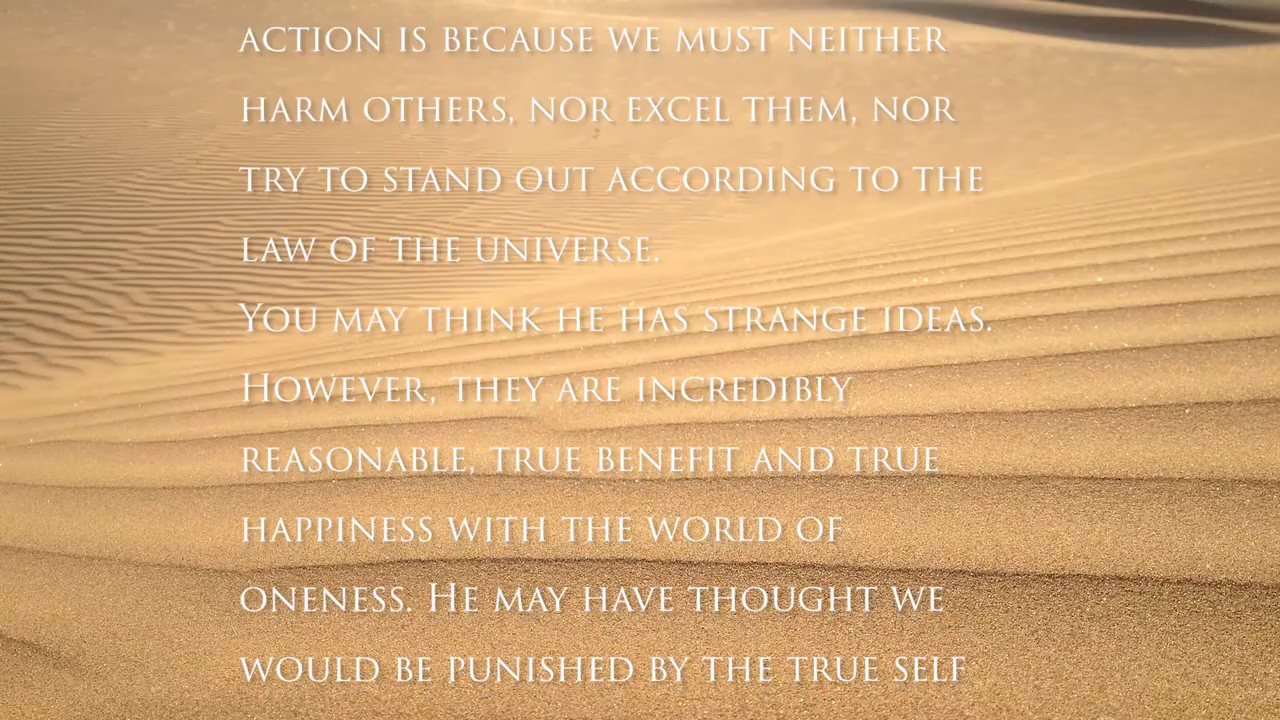 ACTION IS BECAUSE WE MUST NEITHER
HARM OTHERS, NOR EXCEL THEM, NOR
TRY TO STAND OUT ACCORDING TO THE
LAW OF THE UNIVERSE.
YOU MAY THINK HE HAS STRANGE IDEAS.
HOWEVER, THEY ARE INCREDIBLY
REASONABLE, TRUE BENEFIT AND TRUE
HAPPINESS WITH THE WORLD OF
ONENESS. HE MAY HAVE THOUGHT WE
WOULD BE PUNISHED BY THE TRUE SELF